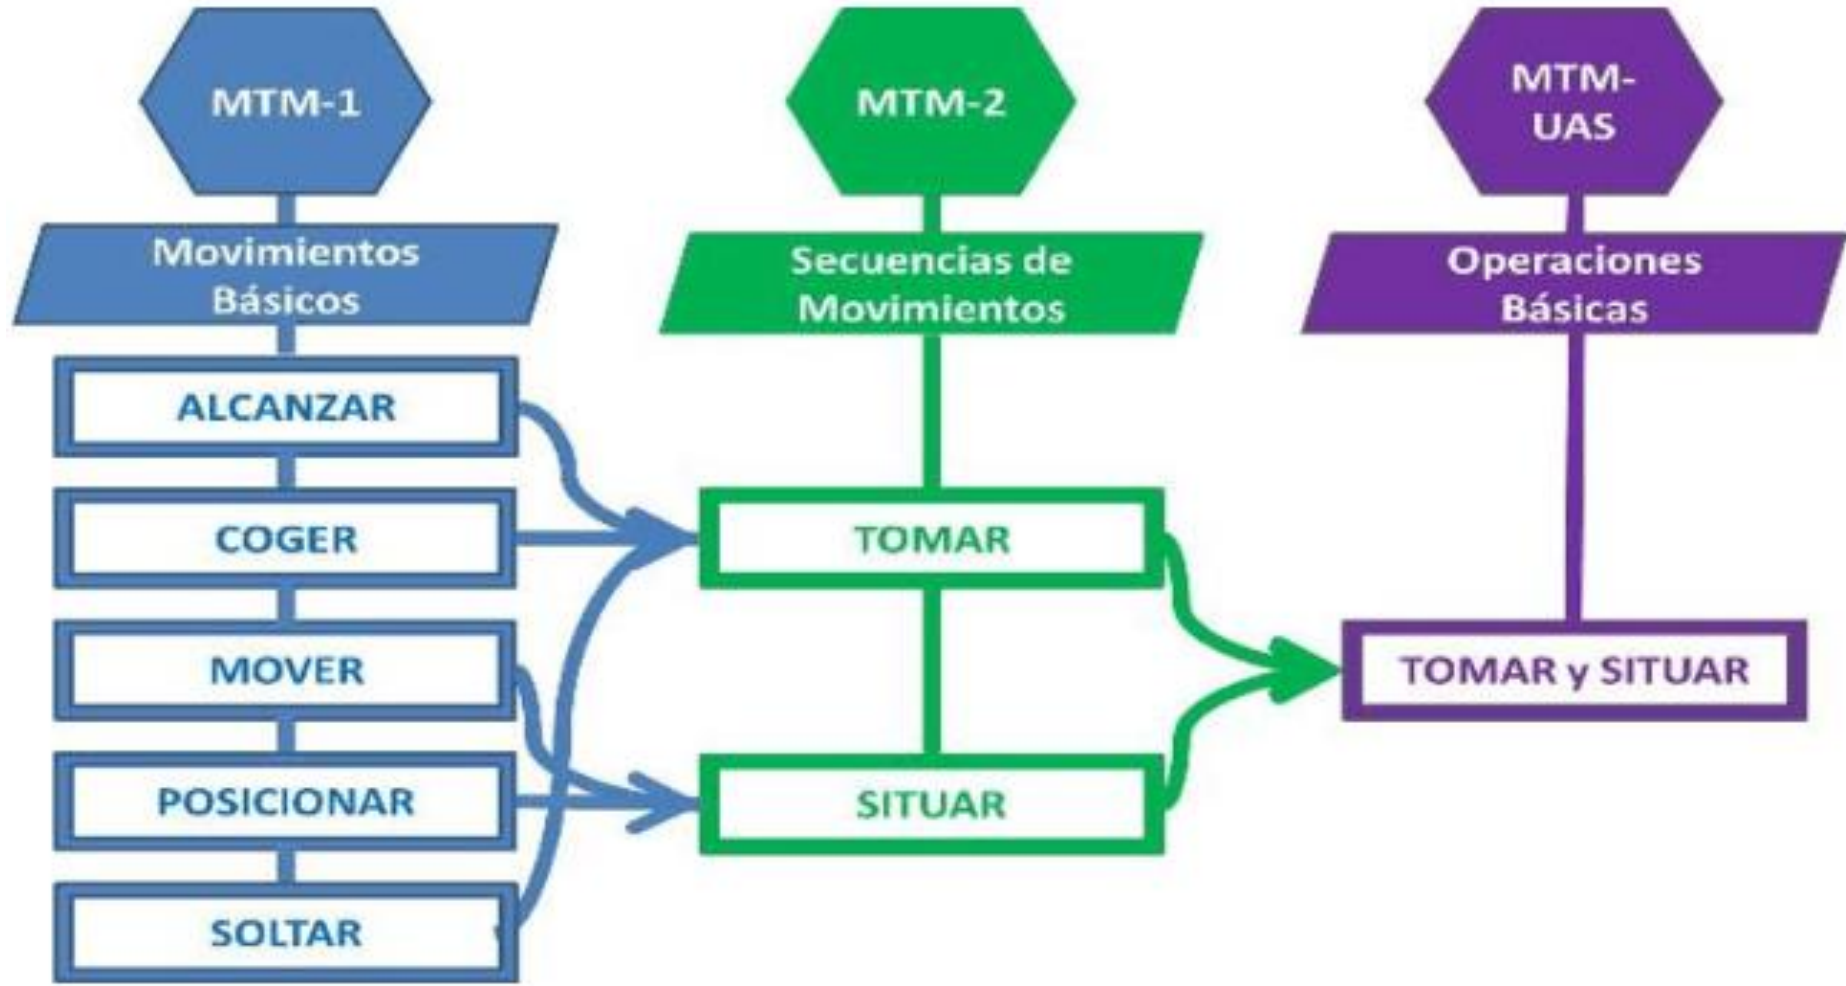 MTM-1
Movimientos
Básicos
ALCANZAR
COGER
MOVER
POSICIONAR
SOLTAR
MTM-2
Secuencias de
Movimientos
TOMAR
SITUAR
MTM-
UAS
Operaciones
Básicas
TOMAR y SITUAR